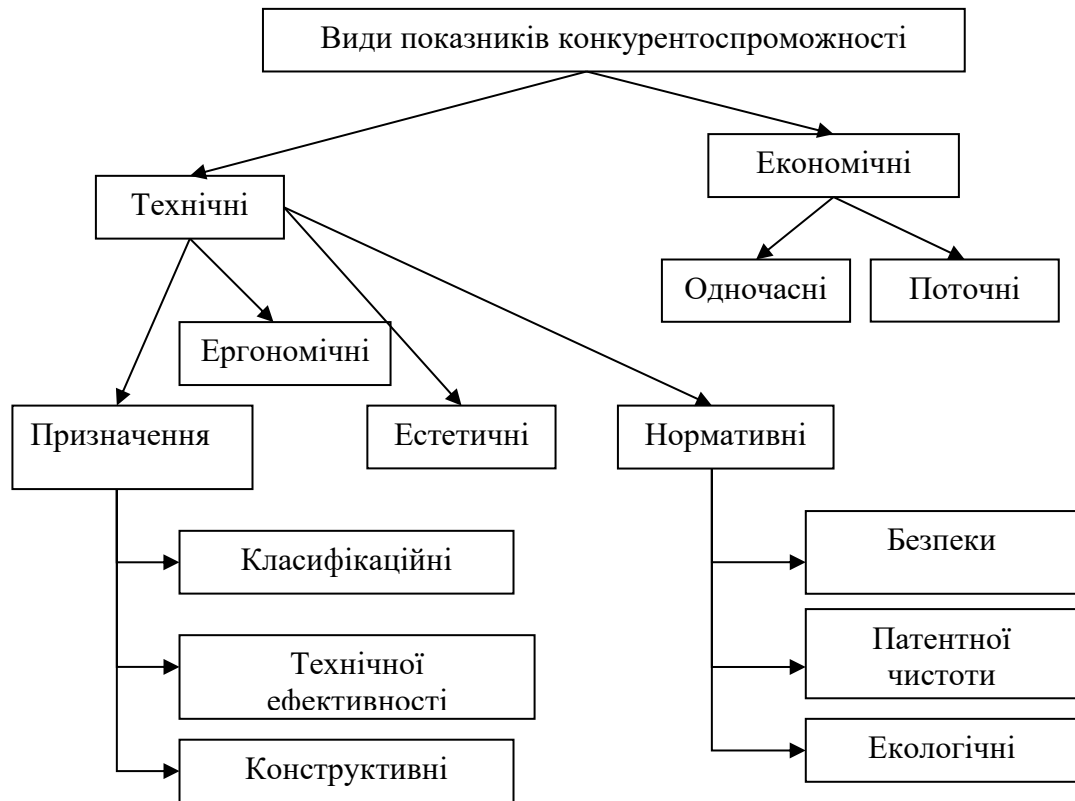 Види показників конкурентоспроможності
Економічні
Технічні
Одночасні
Поточні
Ергономічні
Призначення
Естетичні
Нормативні
Класифікаційні
Безпеки
Технічної
ефективності
Патентної
чистоти
Конструктивні
Екологічні